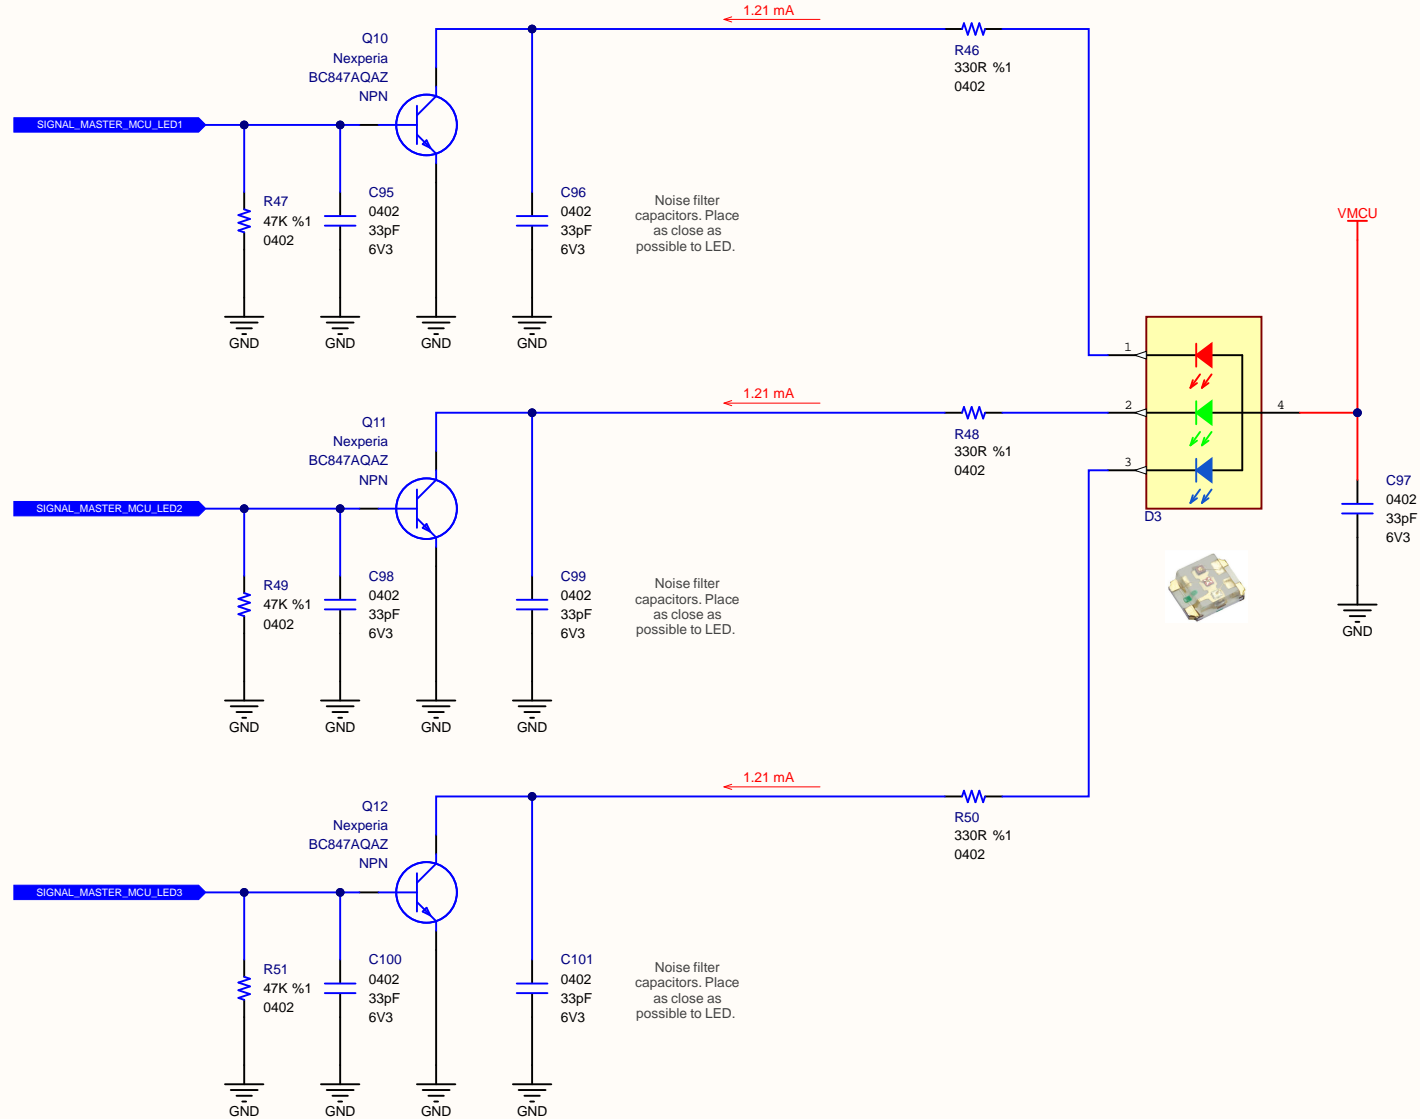 1.21 mA
Q10
Nexperia
BC847AQAZ
NPN
R46
330R %1
0402
SIGNAL_MASTER_MCU_LED1
R47
47K %1
0402
C95
0402
33pF
6V3
C96
0402
33pF
6V3
Noise filter
capacitors. Place
as close as
possible to LED.
GND
GND
GND
GND
VMCU
1
2
3
4
D3
C97
0402
33pF
6V3
GND
1.21 mA
Q11
Nexperia
BC847AQAZ
NPN
R48
330R %1
0402
SIGNAL_MASTER_MCU_LED2
R49
47K %1
0402
C98
0402
33pF
6V3
C99
0402
33pF
6V3
Noise filter
capacitors. Place
as close as
possible to LED.
GND
GND
GND
GND
1.21 mA
Q12
Nexperia
BC847AQAZ
NPN
R50
330R %1
0402
SIGNAL_MASTER_MCU_LED3
R51
47K %1
0402
C100
0402
33pF
6V3
C101
0402
33pF
6V3
Noise filter
capacitors. Place
as close as
possible to LED.
GND
GND
GND
GND